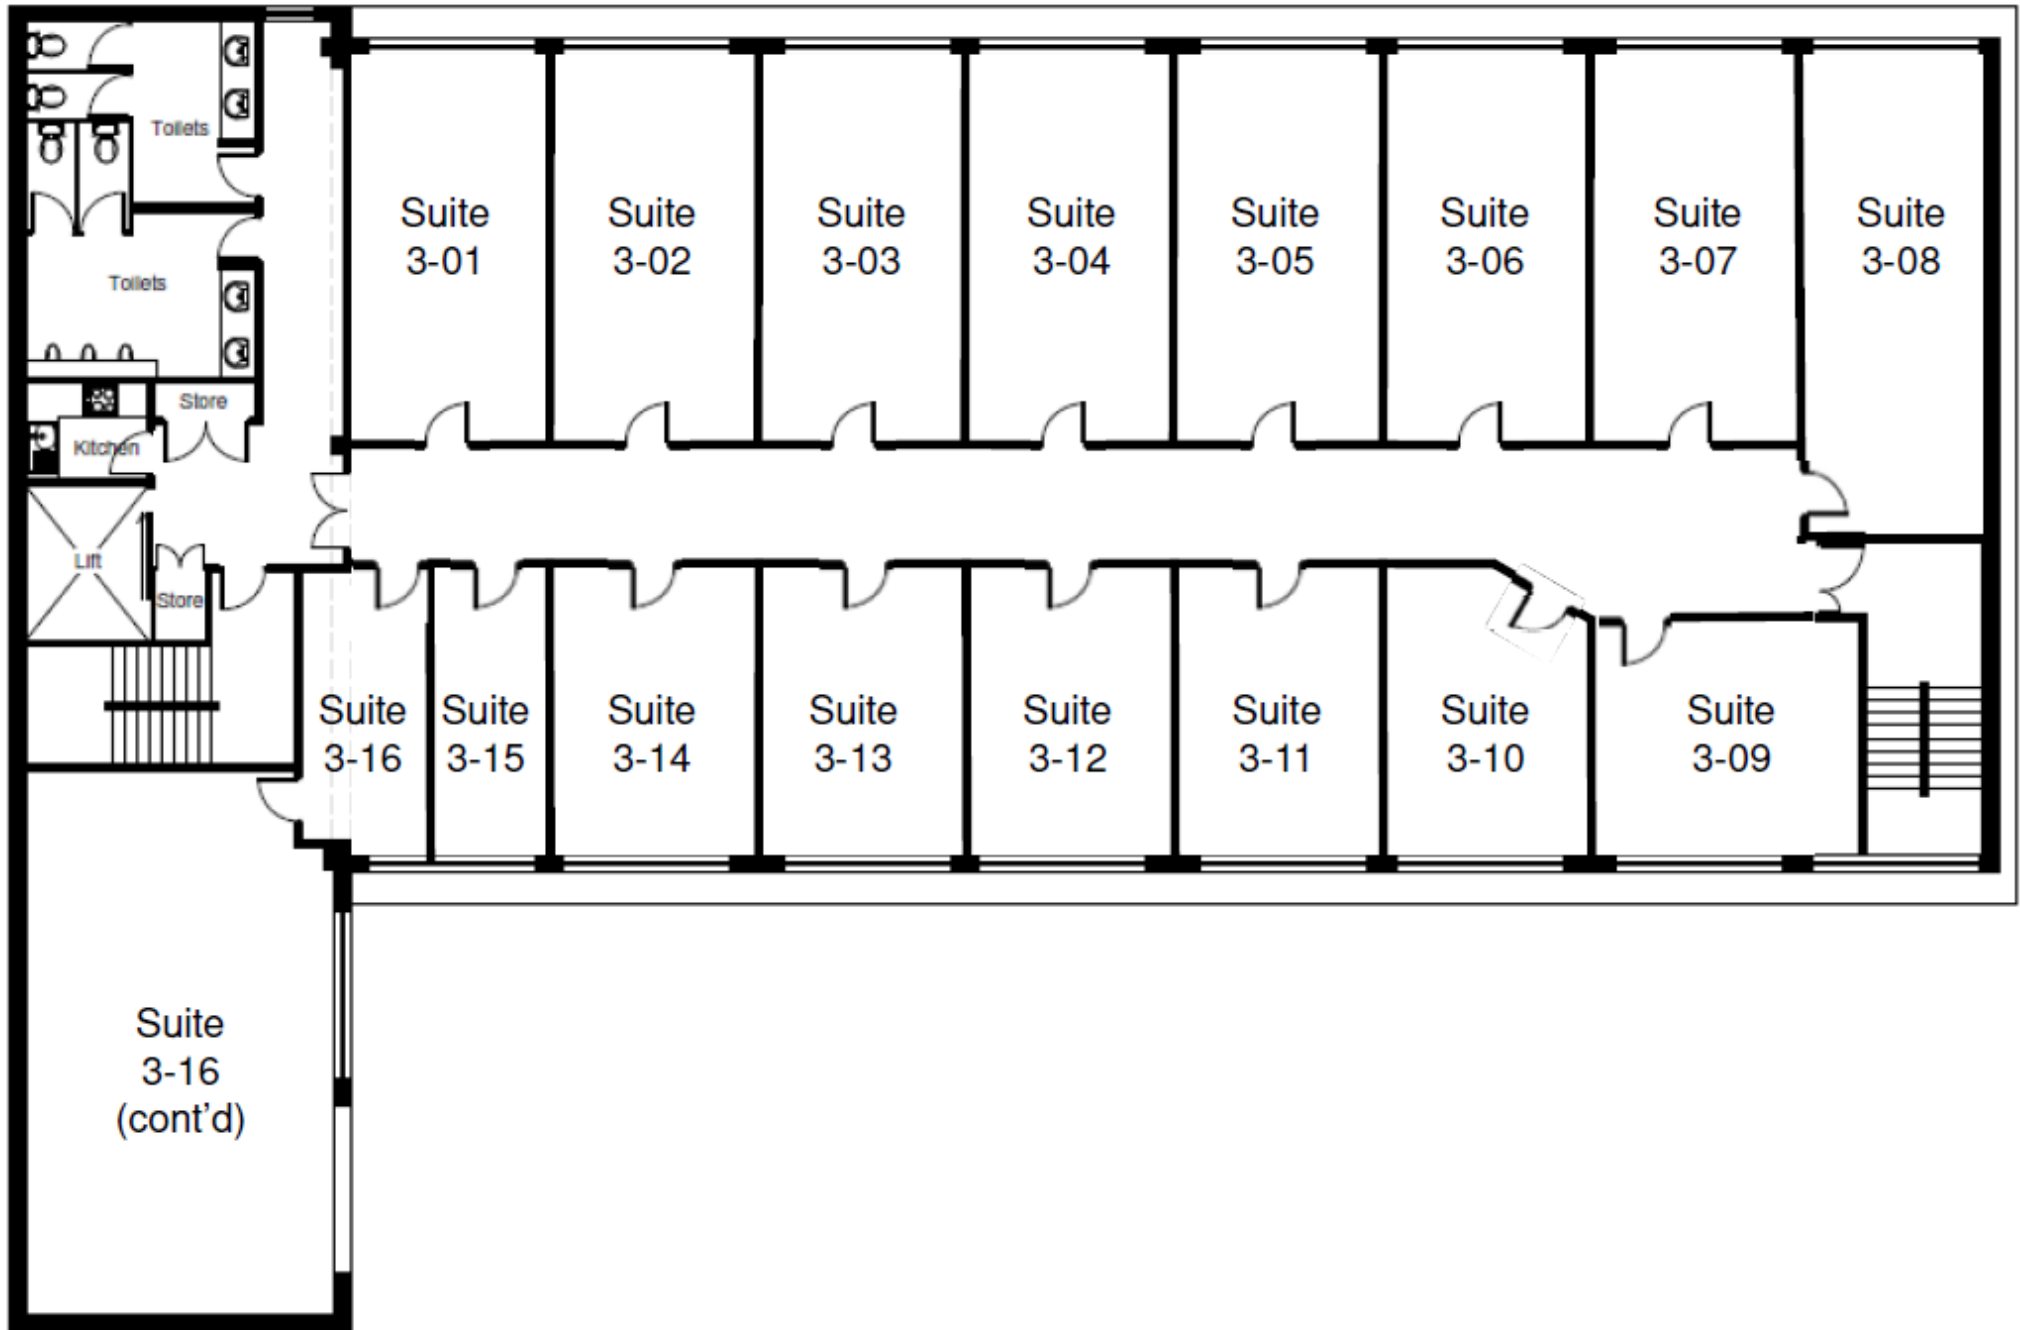 Toilets
Toilets
Store
Kitchen
Lift
Store
Suite
3-01
Suite
3-02
Suite
3-03
Suite
3-04
Suite
3-05
Suite
3-06
Suite
3-07
Suite
3-08
Suite
3-16
Suite
3-15
Suite
3-14
Suite
3-13
Suite
3-12
Suite
3-11
Suite
3-10
Suite
3-09
Suite
3-16
(cont’d)